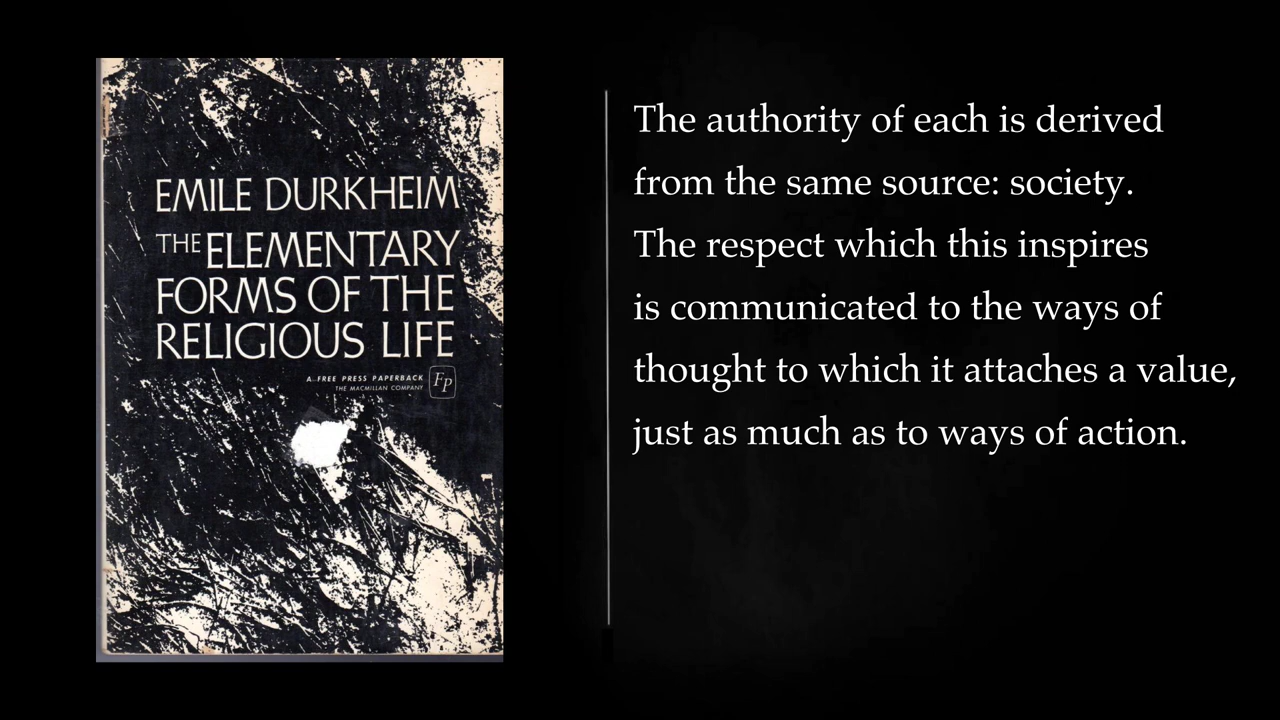 EMILE DURKHEIM
THE ELEMENTARY
FORMS OF THE
RELIGIOUS LIFE
A FREE PRESS PAPERBACK
THE MACMILLAN COMPANY
Fp
The authority of each is derived
from the same source: society.
The respect which this inspires
is communicated to the ways of
thought to which it attaches a value,
just as much as to ways of action.